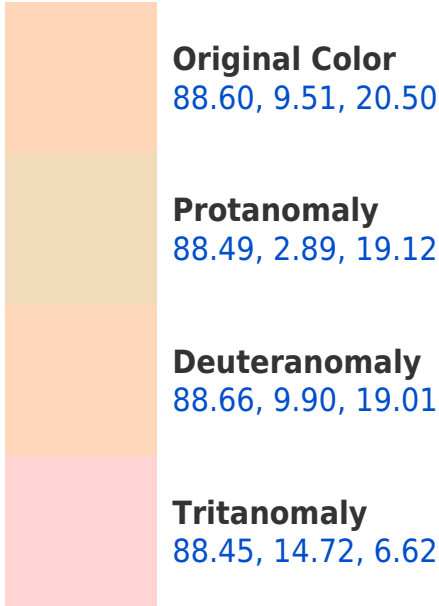 Original Color
88.60, 9.51, 20.50
Protanomaly
88.49, 2.89, 19.12
Deuteranomaly
88.66, 9.90, 19.01
Tritanomaly
88.45, 14.72, 6.62